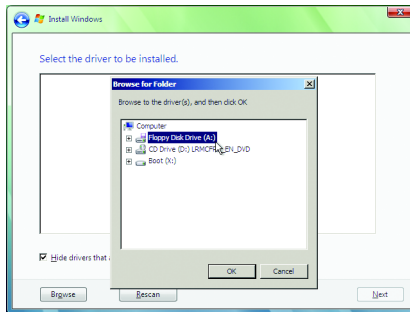 Install Windows
Select the driver to be installed.
Browse for Folder
Browse to the driver(s), and then click OK
Computer
Floppy Disk Drive (A:)
CD Drive (D:) EN_DVD
Boot (X:)
Hide drivers that
OK Cancel
Browse Rescan Next